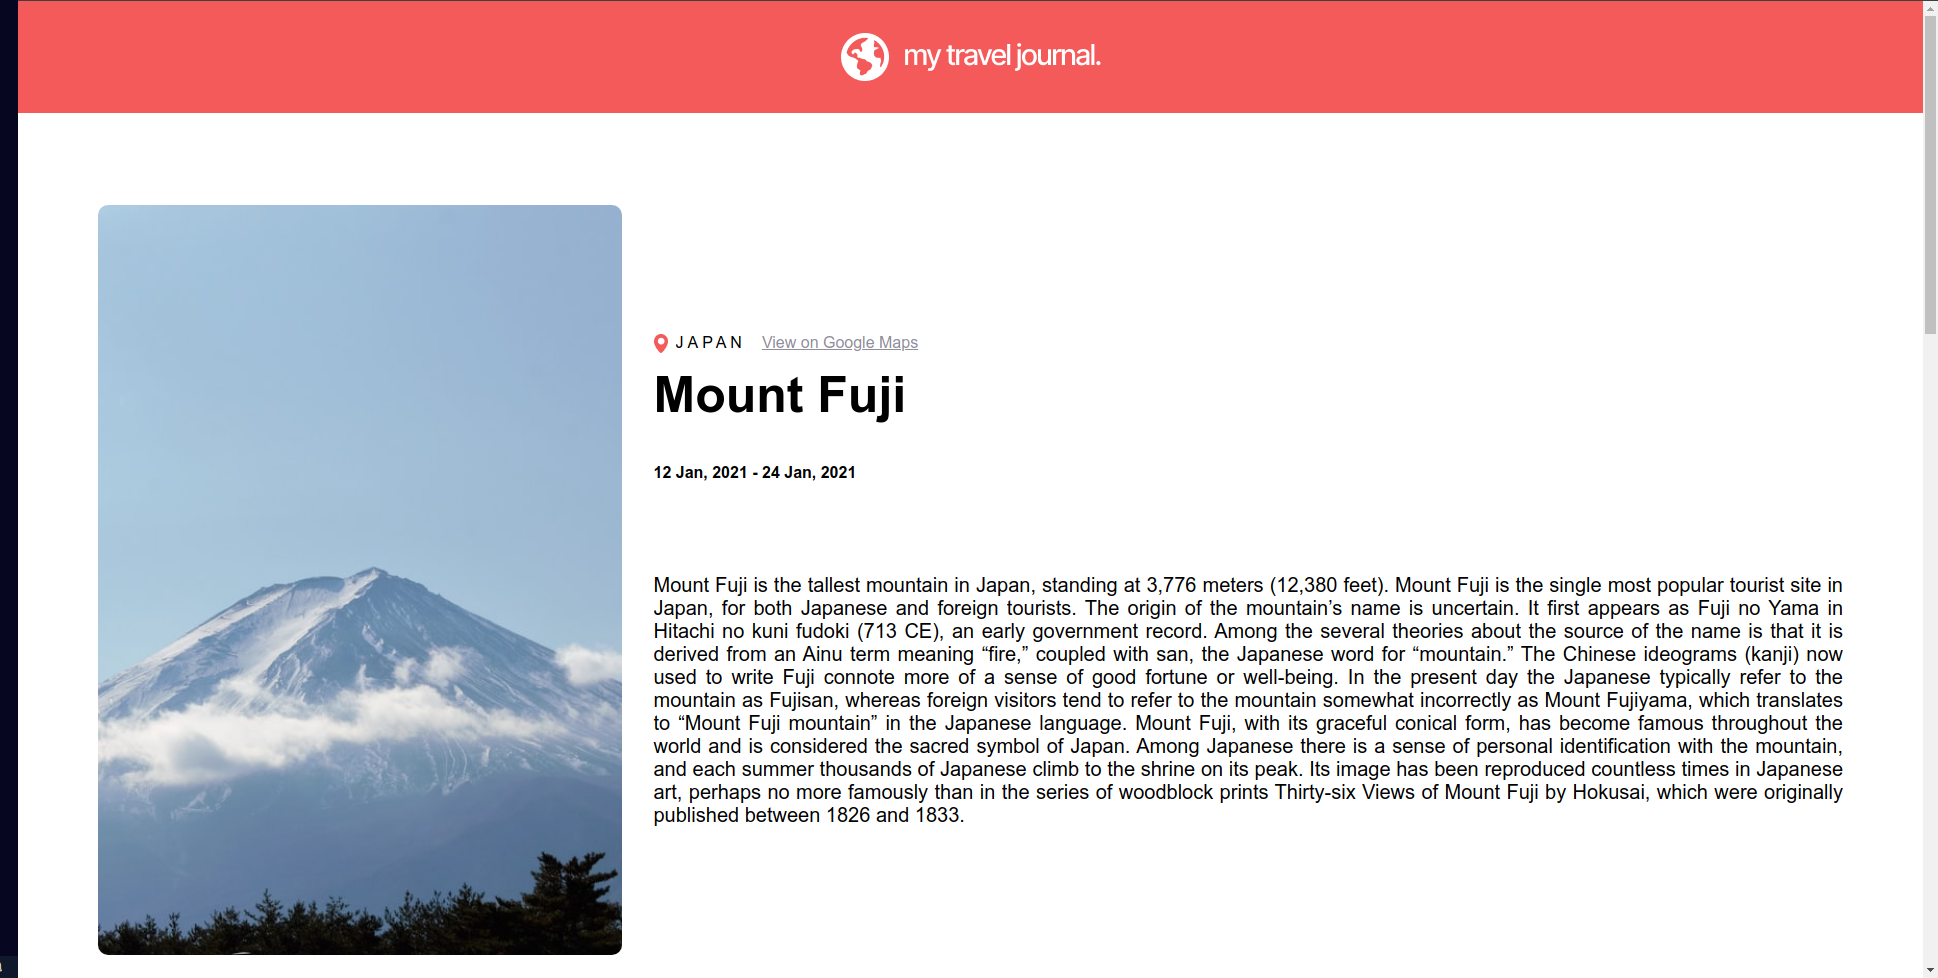 my travel journal.
JAPAN View on Google Maps
Mount Fuji
12 Jan, 2021 - 24 Jan, 2021
Mount Fuji is the tallest mountain in Japan, standing at 3,776 meters (12,380 feet). Mount Fuji is the single most popular tourist site in
Japan, for both Japanese and foreign tourists. The origin of the mountain’s name is uncertain. It first appears as Fuji no Yama in
Hitachi no kuni fudoki (713 CE), an early government record. Among the several theories about the source of the name is that it is
derived from an Ainu term meaning “fire,” coupled with san, the Japanese word for “mountain.” The Chinese ideograms (kanji) now
used to write Fuji connote more of a sense of good fortune or well-being. In the present day the Japanese typically refer to the
mountain as Fujisan, whereas foreign visitors tend to refer to the mountain somewhat incorrectly as Mount Fujiyama, which translates
to “Mount Fuji mountain” in the Japanese language. Mount Fuji, with its graceful conical form, has become famous throughout the
world and is considered the sacred symbol of Japan. Among Japanese there is a sense of personal identification with the mountain,
and each summer thousands of Japanese climb to the shrine on its peak. Its image has been reproduced countless times in Japanese
art, perhaps no more famously than in the series of woodblock prints Thirty-six Views of Mount Fuji by Hokusai, which were originally
published between 1826 and 1833.